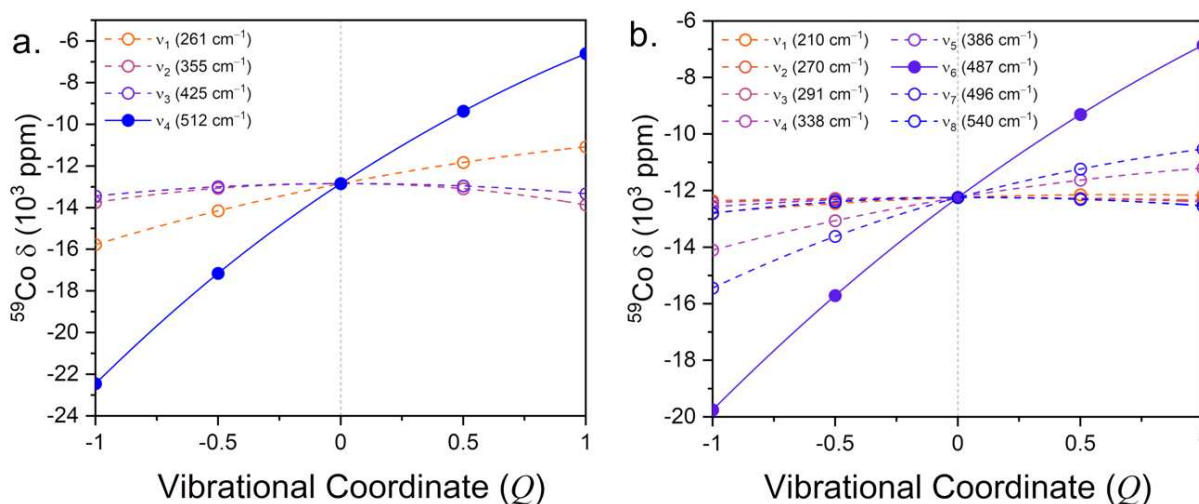 a.
⁵⁹Co δ (10³ ppm)
-6
-8
-10
-12
-14
-16
-18
-20
-22
-24
ν₁ (261 cm⁻¹)
ν₂ (355 cm⁻¹)
ν₃ (425 cm⁻¹)
ν₄ (512 cm⁻¹)
-1 -0.5 0 0.5 1
Vibrational Coordinate (Q)
b.
⁵⁹Co δ (10³ ppm)
-6
-8
-10
-12
-14
-16
-18
-20
ν₁ (210 cm⁻¹) ν₅ (386 cm⁻¹)
ν₂ (270 cm⁻¹) ν₆ (487 cm⁻¹)
ν₃ (291 cm⁻¹) ν₇ (496 cm⁻¹)
ν₄ (338 cm⁻¹) ν₈ (540 cm⁻¹)
-1 -0.5 0 0.5
Vibrational Coordinate (Q)